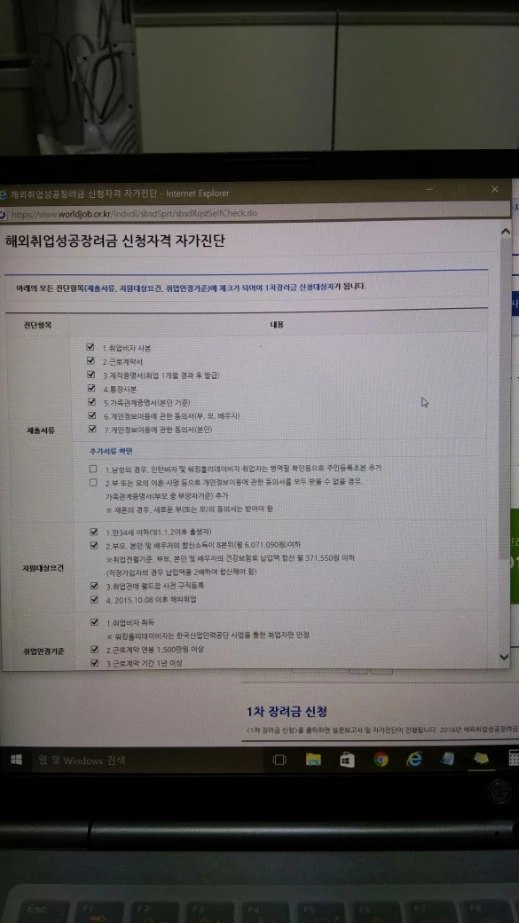 해외취업성공장려금 신청자격 자가진단 - Internet Explorer
https://www.worldjob.or.kr/indvdl/sbsdSprt/sbsdRqstSelfCheck.do
해외취업성공장려금 신청자격 자가진단
아래의 모든 진단항목(제출서류, 지원대상요건, 취업인정기준)에 체크가 되어야 1차장려금 신청대상자가 됩니다.
진단항목 내용
제출서류
1.취업비자 사본
2.근로계약서
3.재직증명서(취업 1개월 경과 후 발급)
4.통장사본
5.가족관계증명서(본인 기준)
6.개인정보이용에 관한 동의서(부, 모, 배우자)
7.개인정보이용에 관한 동의서(본인)
추가서류 확인
1.남성의 경우, 인턴비자 및 워킹홀리데이비자 취업자는 병역필 확인용으로 주민등록초본 추가
2.부 또는 모의 이혼·사망 등으로 개인정보이용에 관한 동의서를 모두 받을 수 없을 경우,
가족관계증명서(부모 중 부양자기준) 추가
※ 재혼의 경우, 새로운 부(또는 모)의 동의서는 받아야 함
지원대상요건
1.만34세 이하('81.1.2이후 출생자)
2.부모, 본인 및 배우자의 합산소득이 8분위(월 6,071,090원)이하
※취업전월기준, 부모, 본인 및 배우자의 건강보험료 납입액 합산 월 371,550원 이하
(직장가입자의 경우 납입액을 2배하여 합산해야 함)
3.취업전에 월드잡 사전 구직등록
4. 2015.10.08 이후 해외취업
취업인정기준
1.취업비자 취득
※ 워킹홀리데이비자는 한국산업인력공단 사업을 통한 취업자만 인정
2.근로계약 연봉 1,500만원 이상
3.근로계약 기간 1년 이상
1차 장려금 신청
<1차 장려금 신청>을 클릭하면 설문보고서 및 자가진단이 진행됩니다. 2016년 해외취업성공장려금
웹 및 Windows 검색
Esc F1 F2 F3 F4 F5 F6 F7 F8